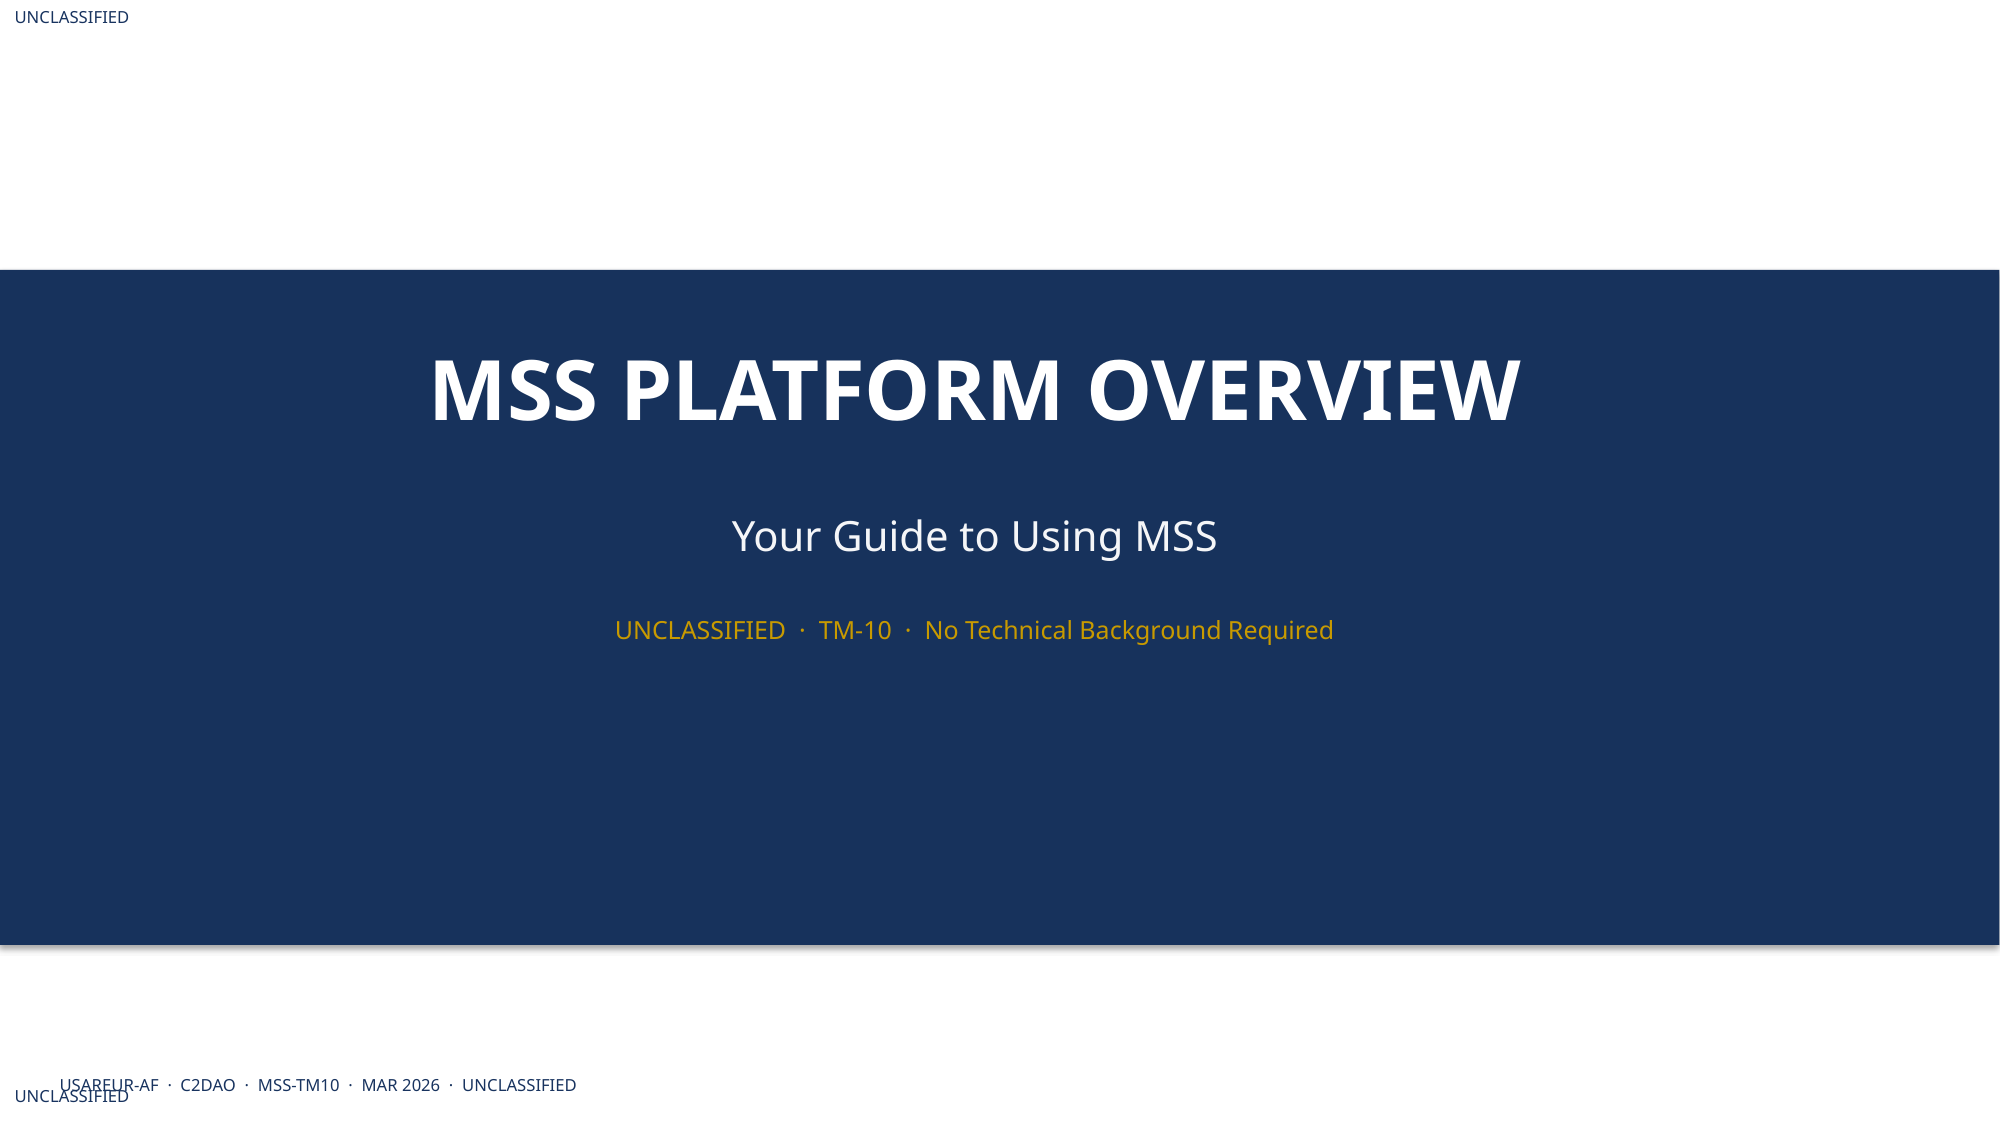 UNCLASSIFIED
MSS PLATFORM OVERVIEW
Your Guide to Using MSS
UNCLASSIFIED · TM-10 · No Technical Background Required
USAREUR-AF · C2DAO · MSS-TM10 · MAR 2026 · UNCLASSIFIED
UNCLASSIFIED